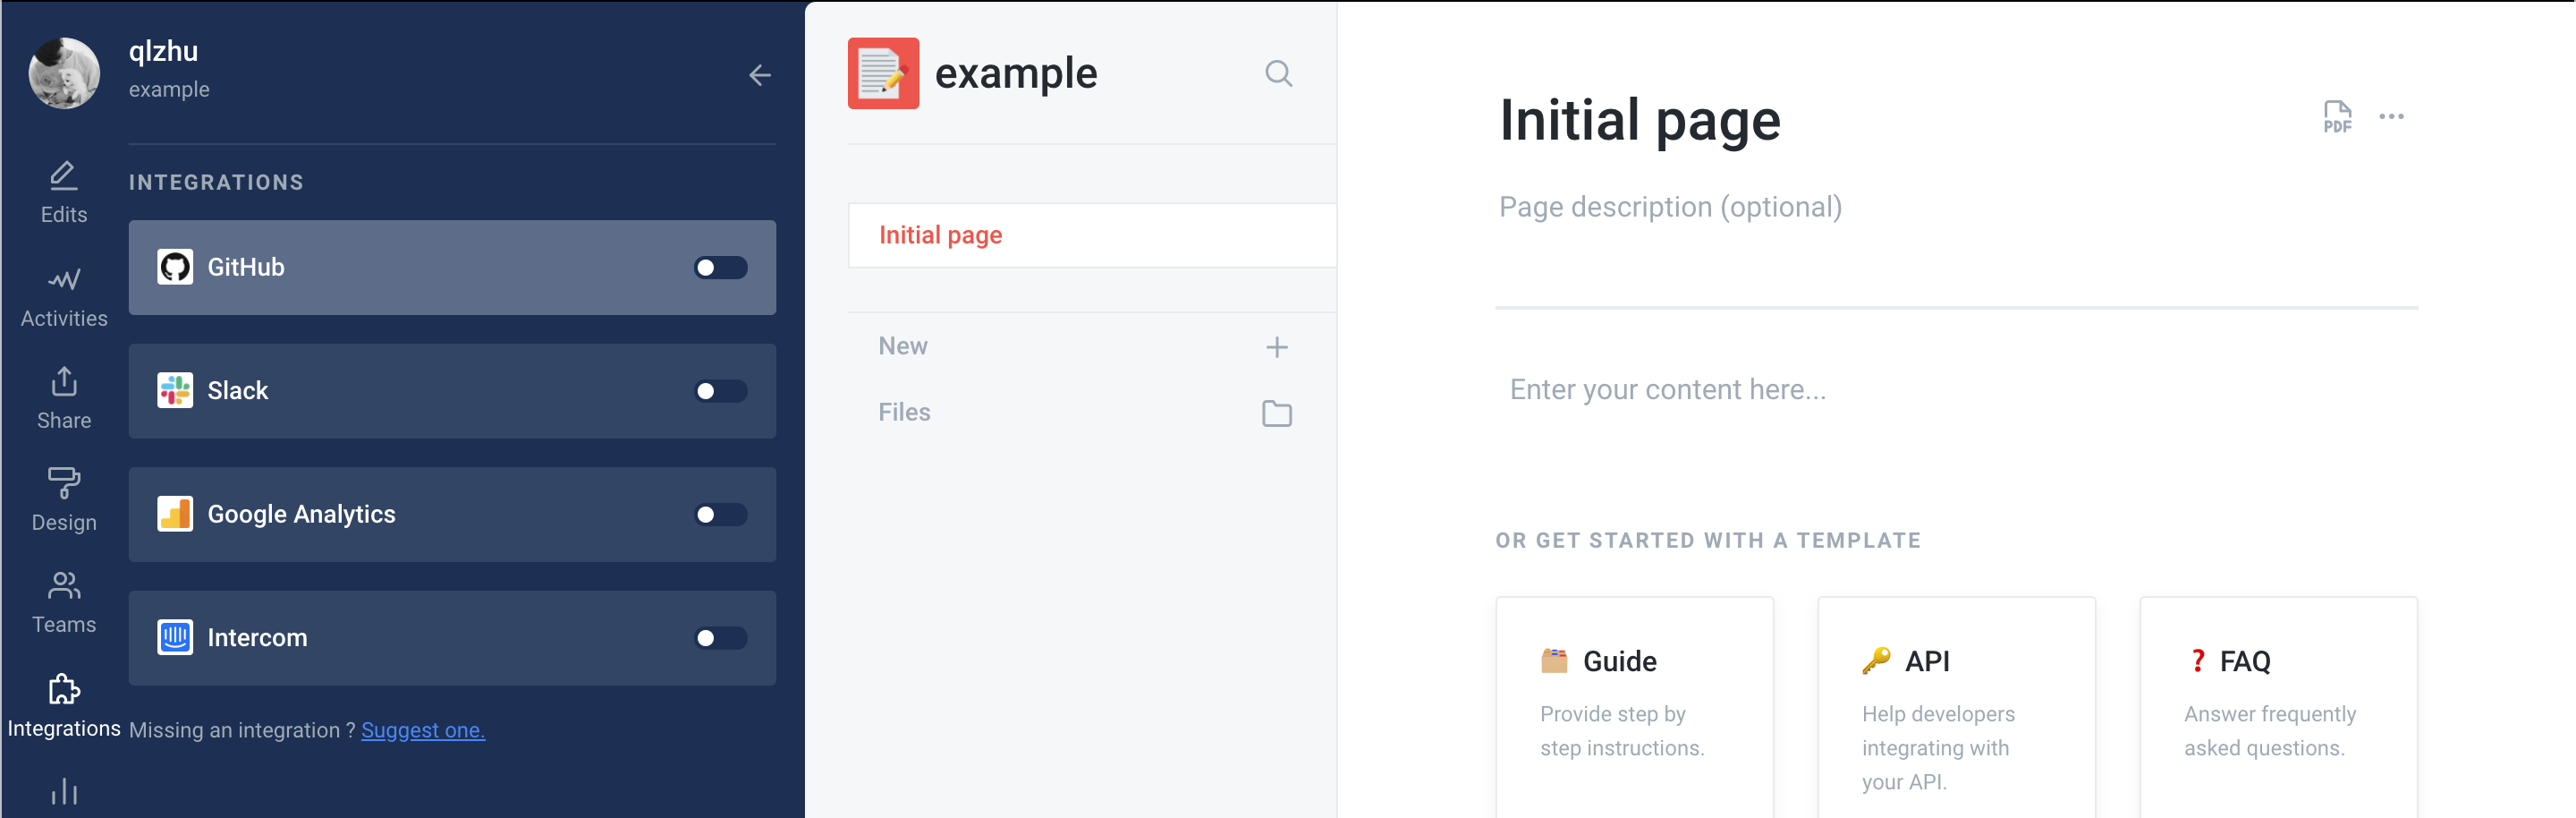 qlzhu
example
Edits
Activities
Share
Design
Teams
Integrations
INTEGRATIONS
GitHub
Slack
Google Analytics
Intercom
Missing an integration ? Suggest one.
example
Initial page
New
Files
Initial page
PDF
Page description (optional)
Enter your content here...
OR GET STARTED WITH A TEMPLATE
Guide
Provide step by
step instructions.
API
Help developers
integrating with
your API.
❓ FAQ
Answer frequently
asked questions.